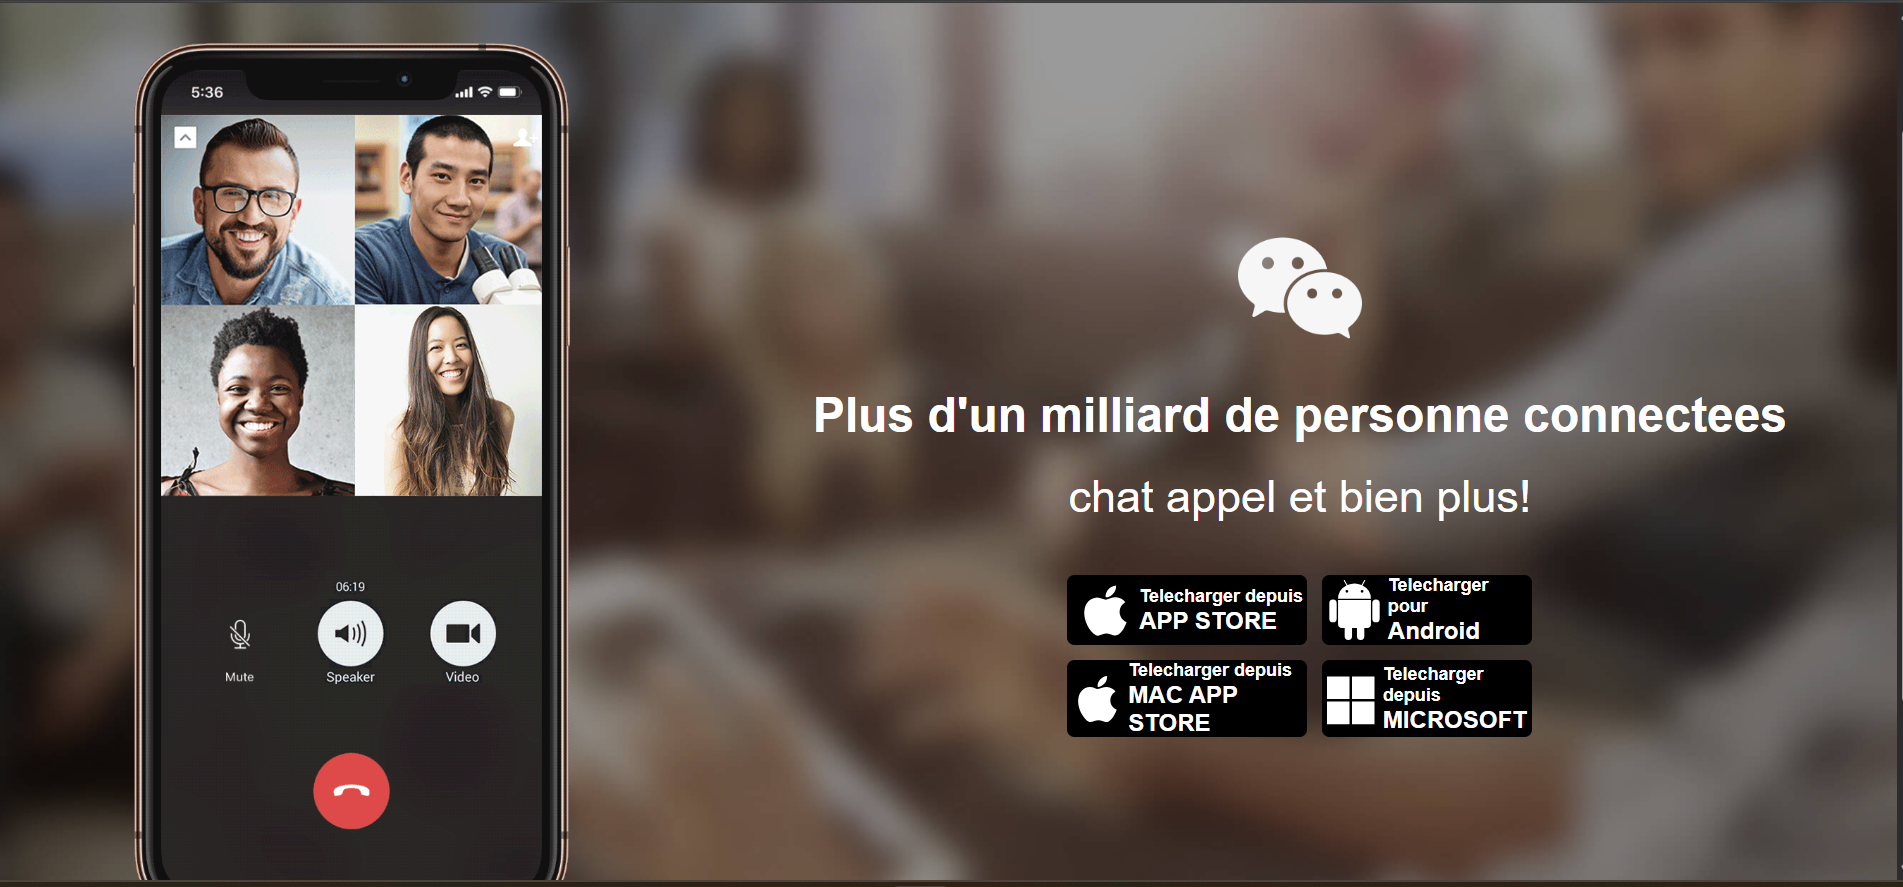 5:36
06:19
Mute
Speaker
Video
Plus d'un milliard de personne connectees
chat appel et bien plus!
Telecharger depuis
APP STORE
Telecharger
pour
Android
Telecharger depuis
MAC APP
STORE
Telecharger
depuis
MICROSOFT